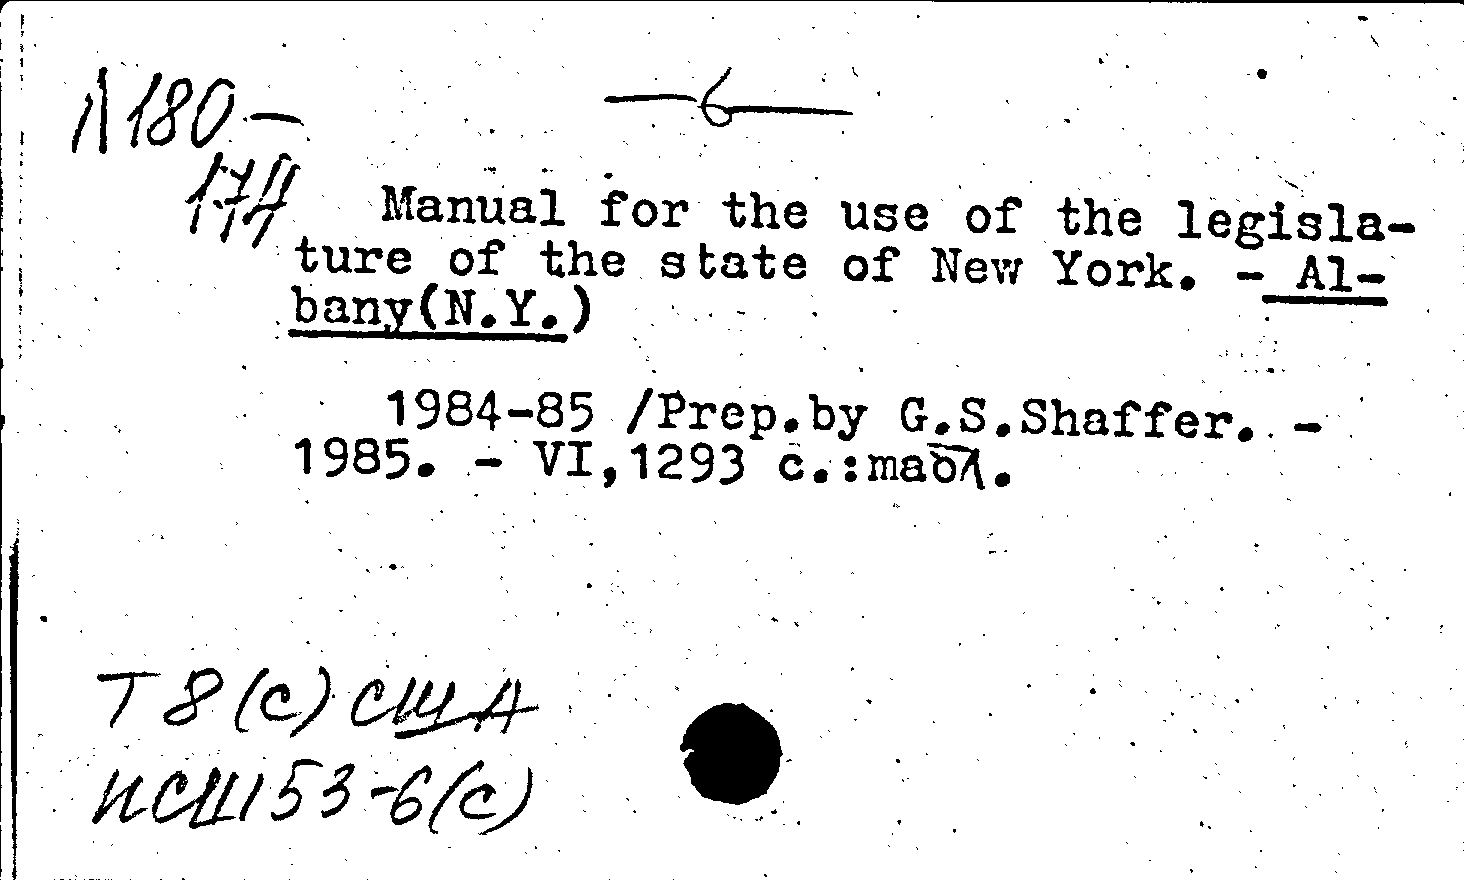 Л180-
174
—б—
Manual for the use of the legisla-
ture of the state of New York. - Al-
bany(N.Y.)
1984-85 /Prep.by G.S.Shaffer. -
1985. - VI,1293 c.:табл.
Т8(с)США
ИСШ53-6(с)